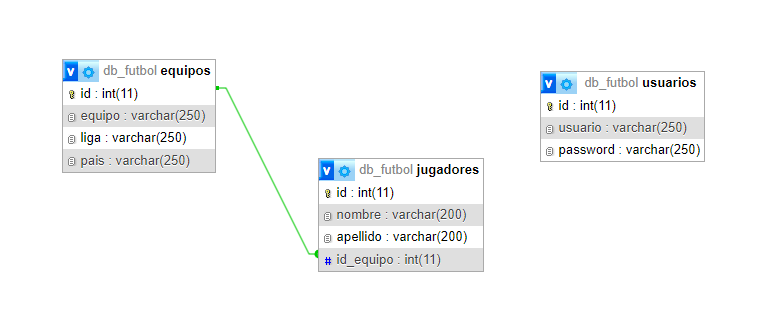 db_futbol equipos
id : int(11)
equipo : varchar(250)
liga : varchar(250)
pais : varchar(250)
db_futbol jugadores
id : int(11)
nombre : varchar(200)
apellido : varchar(200)
# id_equipo : int(11)
db_futbol usuarios
id : int(11)
usuario : varchar(250)
password : varchar(250)